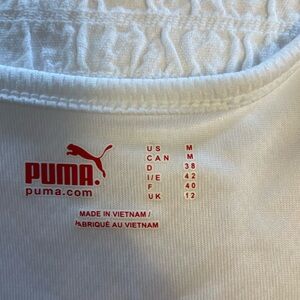 PUMA.
puma.com
US M
CAN M
D 38
I/E 42
F 40
UK 12
MADE IN VIETNAM /
FABRIQUÉ AU VIETNAM